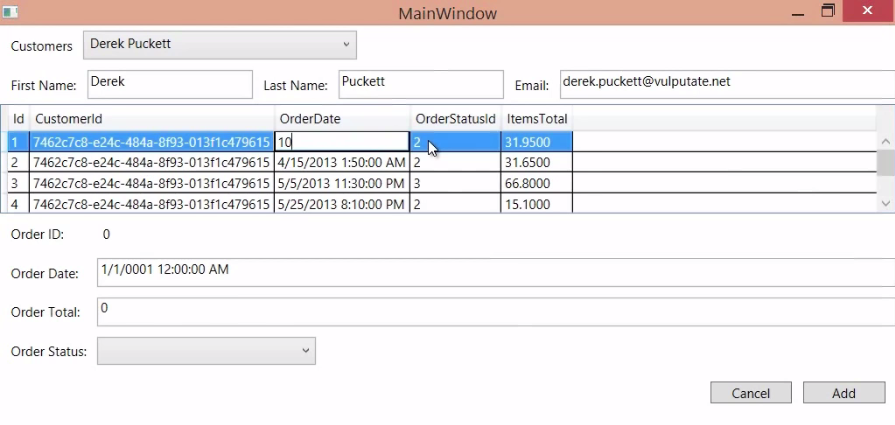 MainWindow
Customers Derek Puckett
First Name: Derek Last Name: Puckett Email: derek.puckett@vulputate.net
Id CustomerId OrderDate OrderStatusId ItemsTotal
1 7462c7c8-e24c-484a-8f93-013f1c479615 10 2 31.9500
2 7462c7c8-e24c-484a-8f93-013f1c479615 4/15/2013 1:50:00 AM 2 31.6500
3 7462c7c8-e24c-484a-8f93-013f1c479615 5/5/2013 11:30:00 PM 3 66.8000
4 7462c7c8-e24c-484a-8f93-013f1c479615 5/25/2013 8:10:00 PM 2 15.1000
Order ID: 0
Order Date: 1/1/0001 12:00:00 AM
Order Total: 0
Order Status:
Cancel Add